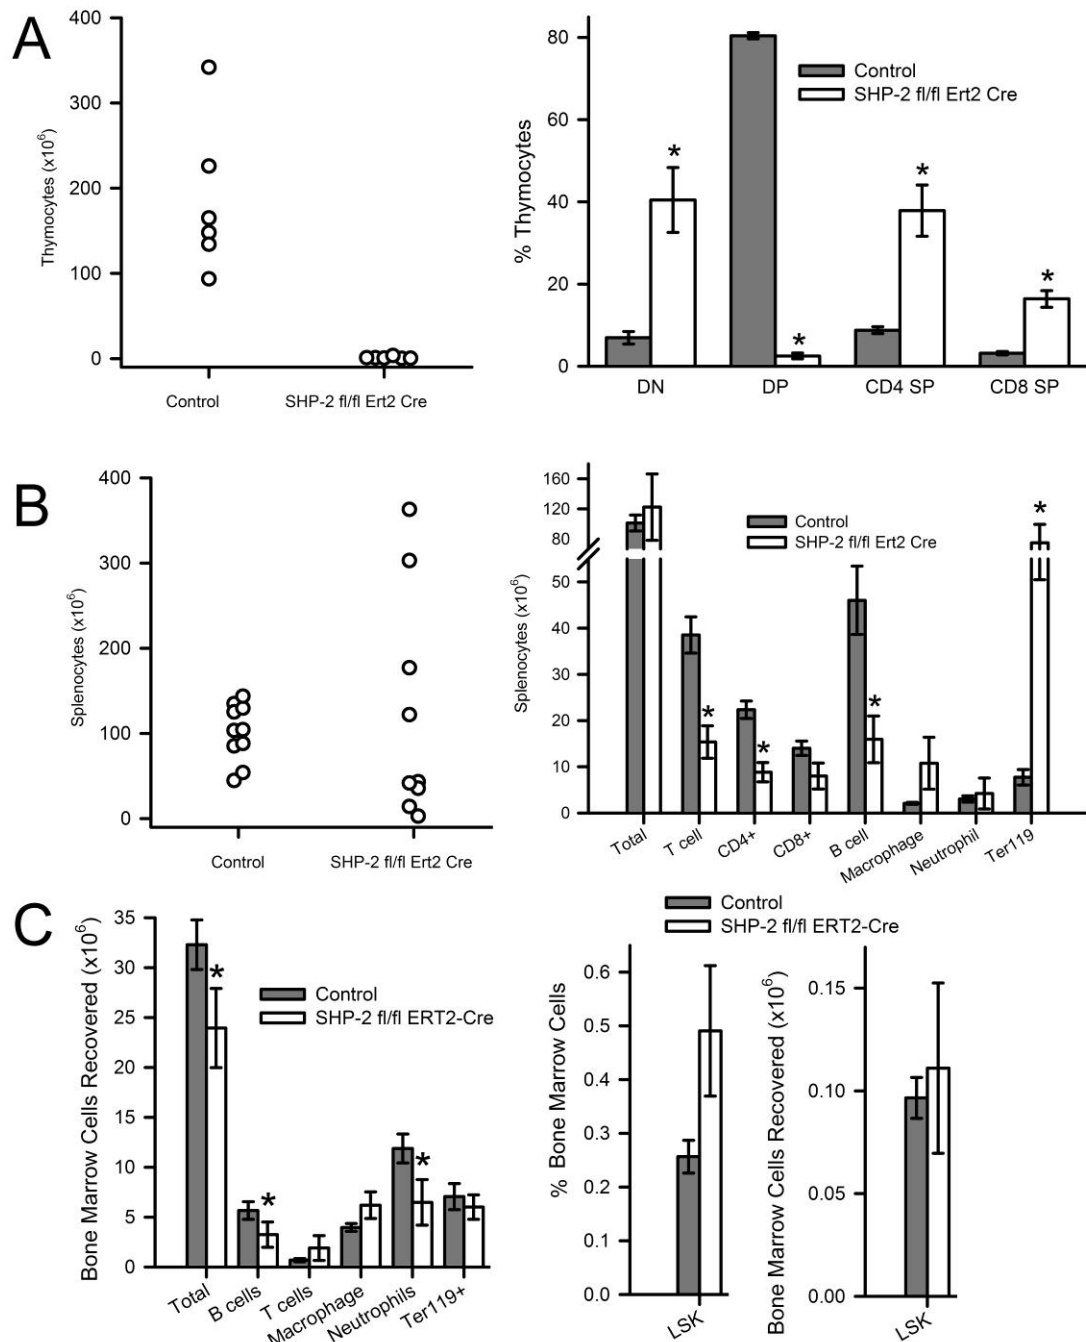 A
400
300
200
100
0
Thymocytes (x10⁶)
Control
SHP-2 fl/fl Ert2 Cre
80
60
40
20
0
% Thymocytes
Control
SHP-2 fl/fl Ert2 Cre
*
*
*
*
DN
DP
CD4 SP
CD8 SP
B
400
300
200
100
0
Splenocytes (x10⁶)
Control
SHP-2 fl/fl Ert2 Cre
160
120
80
50
40
30
20
10
0
Splenocytes (x10⁶)
Control
SHP-2 fl/fl Ert2 Cre
*
*
*
*
Total
T cell
CD4+
CD8+
B cell
Macrophage
Neutrophil
Ter119
C
35
30
25
20
15
10
5
0
Bone Marrow Cells Recovered (x10⁶)
Control
SHP-2 fl/fl ERT2-Cre
*
*
*
Total
B cells
T cells
Macrophage
Neutrophils
Ter119+
Control
SHP-2 fl/fl ERT2-Cre
0.6
0.5
0.4
0.3
0.2
0.1
0.0
% Bone Marrow Cells
LSK
0.15
0.10
0.05
0.00
Bone Marrow Cells Recovered (x10⁶)
LSK